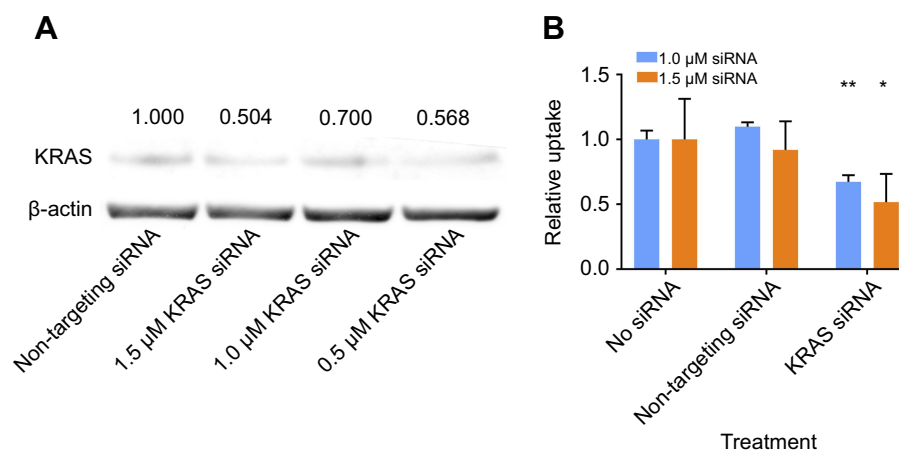 A
1.000 0.504 0.700 0.568
KRAS
β-actin
Non-targeting siRNA
1.5 µM KRAS siRNA
1.0 µM KRAS siRNA
0.5 µM KRAS siRNA
B
1.0 µM siRNA
1.5 µM siRNA
** *
1.5
1.0
0.5
0.0
Relative uptake
No siRNA
Non-targeting siRNA
KRAS siRNA
Treatment